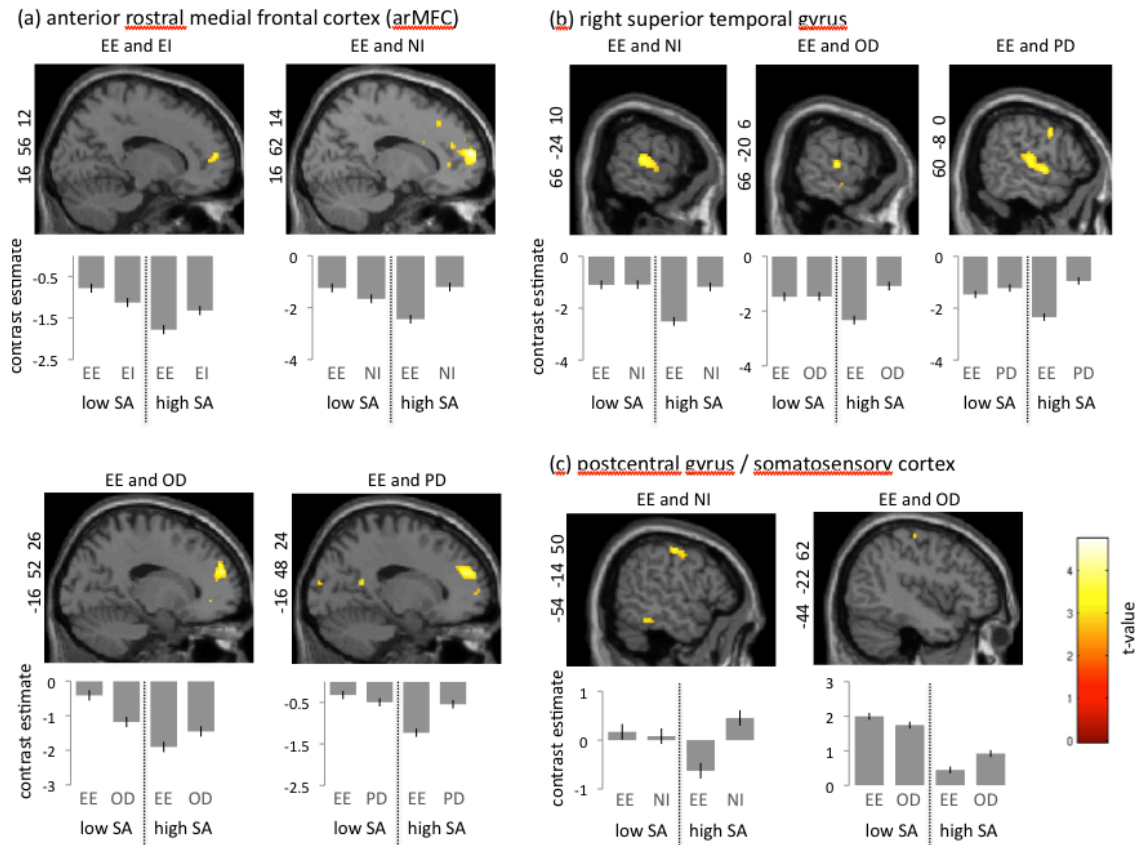 (a) anterior rostral medial frontal cortex (arMFC)
EE and EI
EE and NI
16 56 12
16 62 14
contrast estimate
-0.5
-1.5
-2.5
EE EI EE EI
low SA high SA
0
-2
-4
EE NI EE NI
low SA high SA
(b) right superior temporal gyrus
EE and NI
EE and OD
EE and PD
66 -24 10
66 -20 6
60 -8 0
contrast estimate
0
-2
-4
EE NI EE NI
low SA high SA
0
-2
-4
EE OD EE OD
low SA high SA
0
-2
-4
EE PD EE PD
low SA high SA
EE and OD
EE and PD
-16 52 26
-16 48 24
contrast estimate
0
-1
-2
-3
EE OD EE OD
low SA high SA
-0.5
-1.5
-2.5
EE PD EE PD
low SA high SA
(c) postcentral gyrus / somatosensory cortex
EE and NI
EE and OD
-54 -14 50
-44 -22 62
contrast estimate
1
0
-1
EE NI EE NI
low SA high SA
3
2
1
0
EE OD EE OD
low SA high SA
4
3
2
1
0
t-value